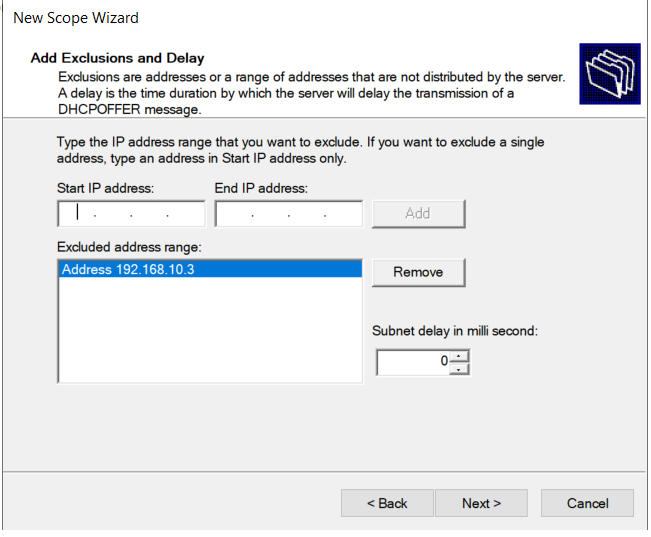 New Scope Wizard
Add Exclusions and Delay
Exclusions are addresses or a range of addresses that are not distributed by the server.
A delay is the time duration by which the server will delay the transmission of a
DHCPOFFER message.
Type the IP address range that you want to exclude. If you want to exclude a single
address, type an address in Start IP address only.
Start IP address:
End IP address:
. . .
. . .
Add
Excluded address range:
Address 192.168.10.3
Remove
Subnet delay in milli second:
0
< Back
Next >
Cancel